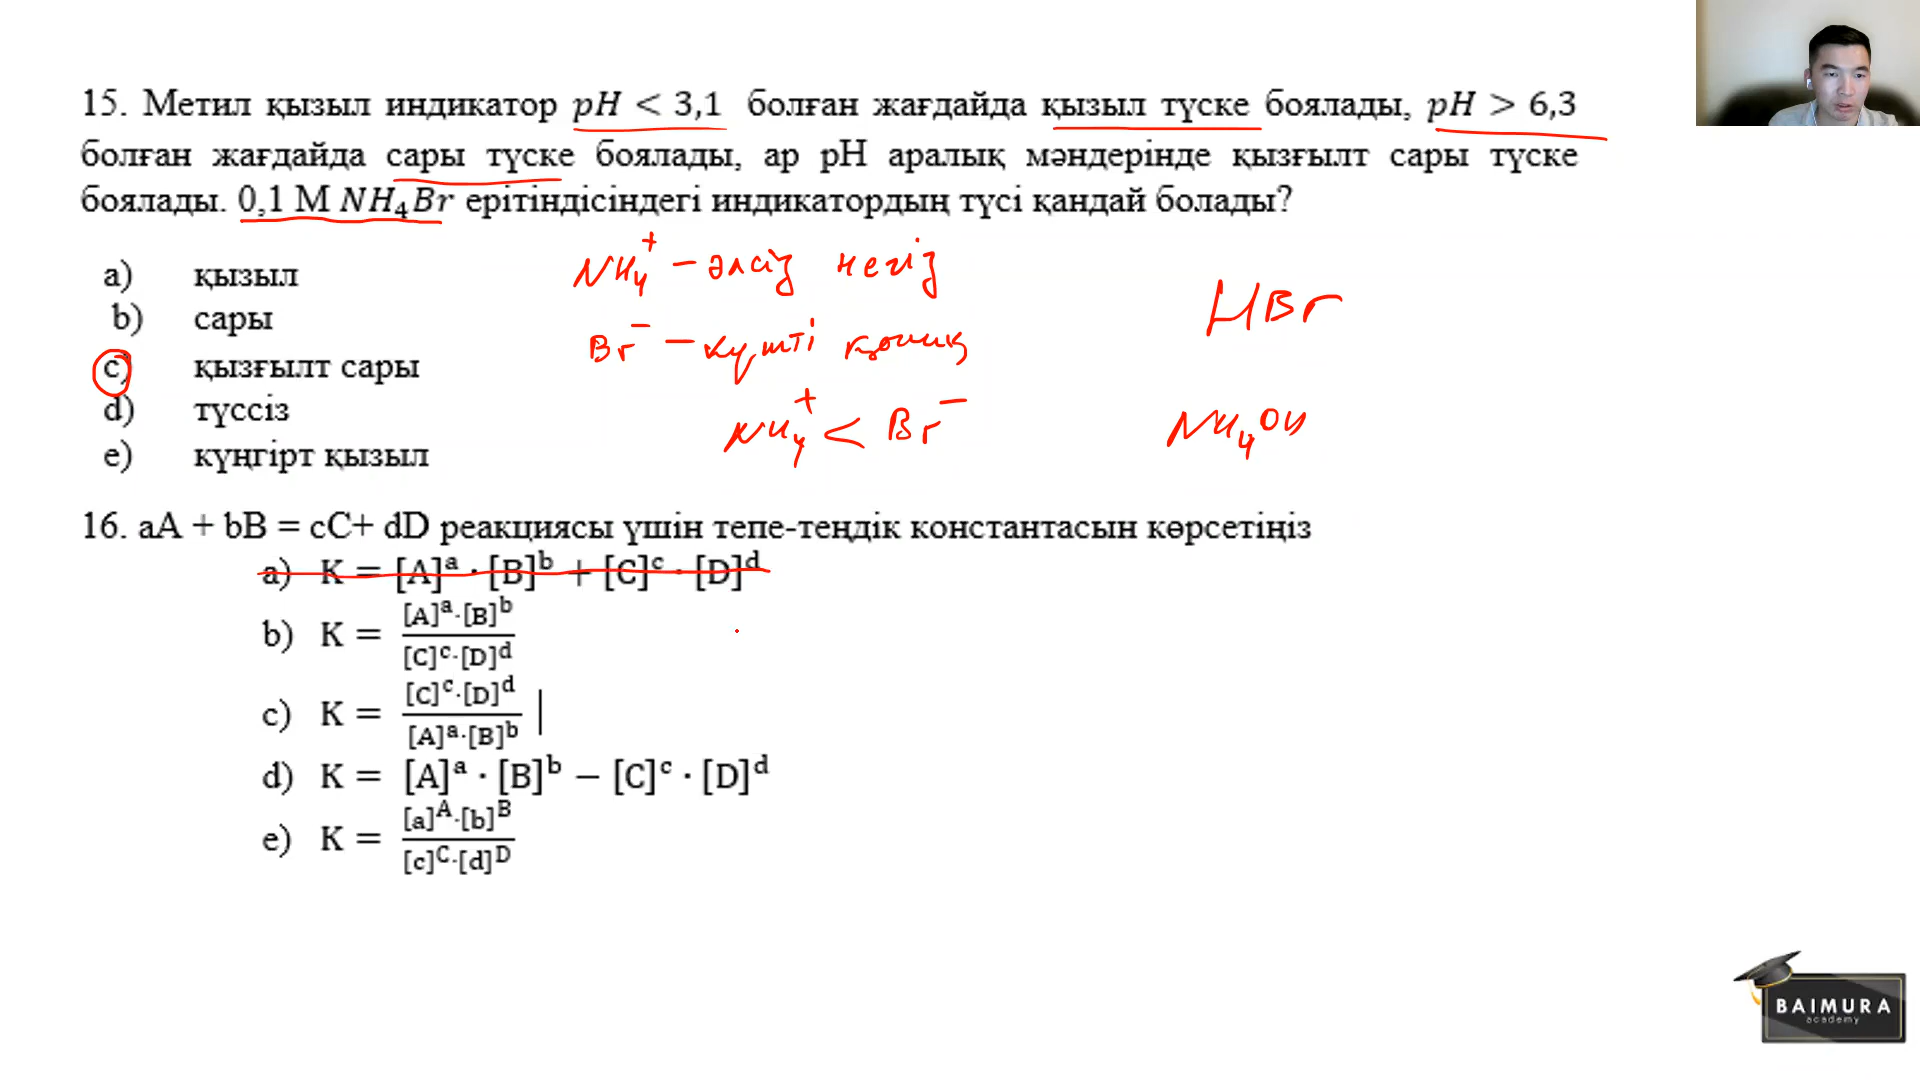 15. Метил қызыл индикатор pH < 3,1 болған жағдайда қызыл түске боялады, pH > 6,3
болған жағдайда сары түске боялады, ар pH аралық мәндерінде қызғылт сары түске
боялады. 0,1 М NH₄Br ерітіндісіндегі индикатордың түсі қандай болады?
a) қызыл
b) сары
c) қызғылт сары
d) түссіз
e) күңгірт қызыл
NH₄⁺ – әлсіз негіз
Br⁻ – күшті қышқ
NH₄⁺ < Br⁻
HBr
NH₄OH
16. aA + bB = cC+ dD реакциясы үшін тепе-теңдік константасын көрсетіңіз
a) K = [A]ᵃ · [B]ᵇ + [C]ᶜ · [D]ᵈ
b) K = [A]ᵃ·[B]ᵇ / [C]ᶜ·[D]ᵈ
c) K = [C]ᶜ·[D]ᵈ / [A]ᵃ·[B]ᵇ |
d) K = [A]ᵃ · [B]ᵇ − [C]ᶜ · [D]ᵈ
e) K = [a]^A·[b]^B / [c]^C·[d]^D
BAIMURA
academy